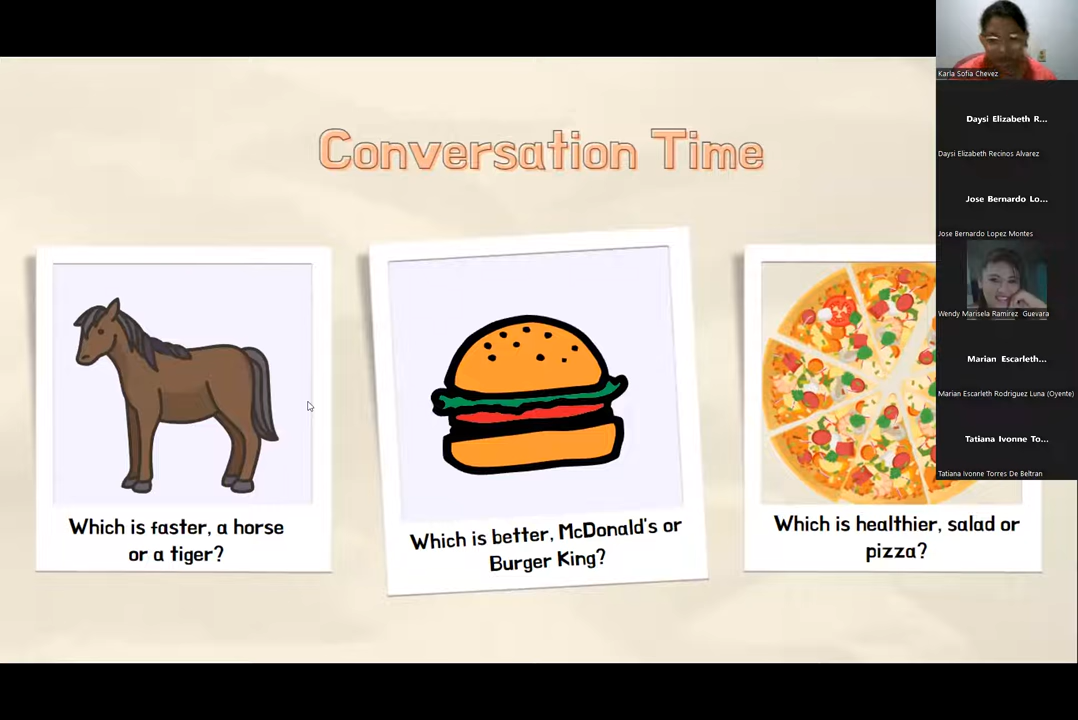 Conversation Time
Which is faster, a horse
or a tiger?
Which is better, McDonald's or
Burger King?
Which is healthier, salad or
pizza?
Karla Sofia Chevez
Daysi Elizabeth R...
Daysi Elizabeth Recinos Alvarez
Jose Bernardo Lo...
Jose Bernardo Lopez Montes
Wendy Marisela Ramirez Guevara
Marian Escarleth...
Marian Escarleth Rodriguez Luna (Oyente)
Tatiana Ivonne To...
Tatiana Ivonne Torres De Beltran